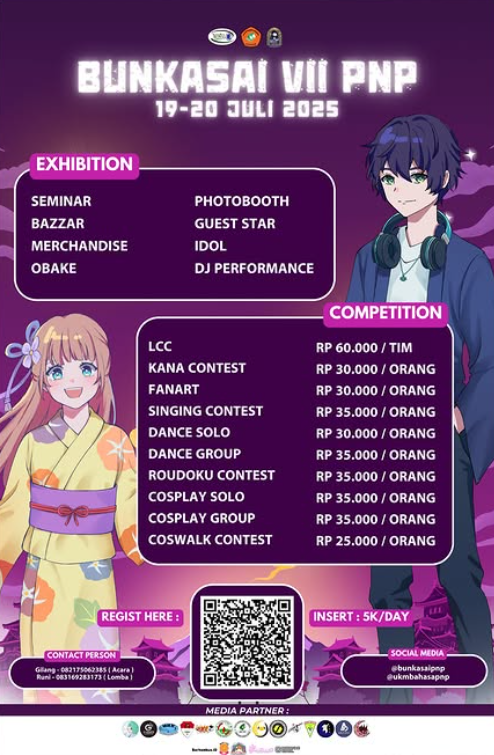 BUNKASAI VII PNP
19-20 JULI 2025
EXHIBITION
SEMINAR
BAZZAR
MERCHANDISE
OBAKE
PHOTOBOOTH
GUEST STAR
IDOL
DJ PERFORMANCE
COMPETITION
LCC RP 60.000 / TIM
KANA CONTEST RP 30.000 / ORANG
FANART RP 30.000 / ORANG
SINGING CONTEST RP 35.000 / ORANG
DANCE SOLO RP 30.000 / ORANG
DANCE GROUP RP 35.000 / ORANG
ROUDOKU CONTEST RP 35.000 / ORANG
COSPLAY SOLO RP 35.000 / ORANG
COSPLAY GROUP RP 35.000 / ORANG
COSWALK CONTEST RP 25.000 / ORANG
REGIST HERE :
INSERT : 5K/DAY
CONTACT PERSON
Gilang - 082175062385 ( Acara )
Runi - 083169283173 ( Lomba )
SOCIAL MEDIA
@bunkasaipnp
@ukmbahasapnp
MEDIA PARTNER :